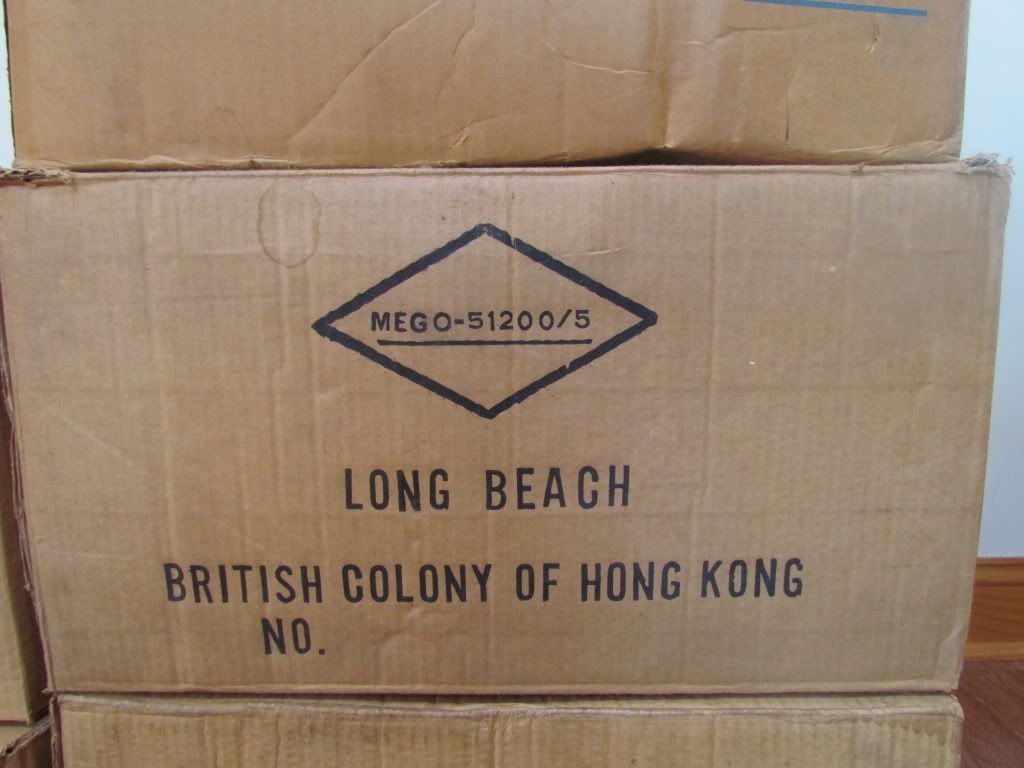 MEGO-51200/5
LONG BEACH
BRITISH COLONY OF HONG KONG
NO.